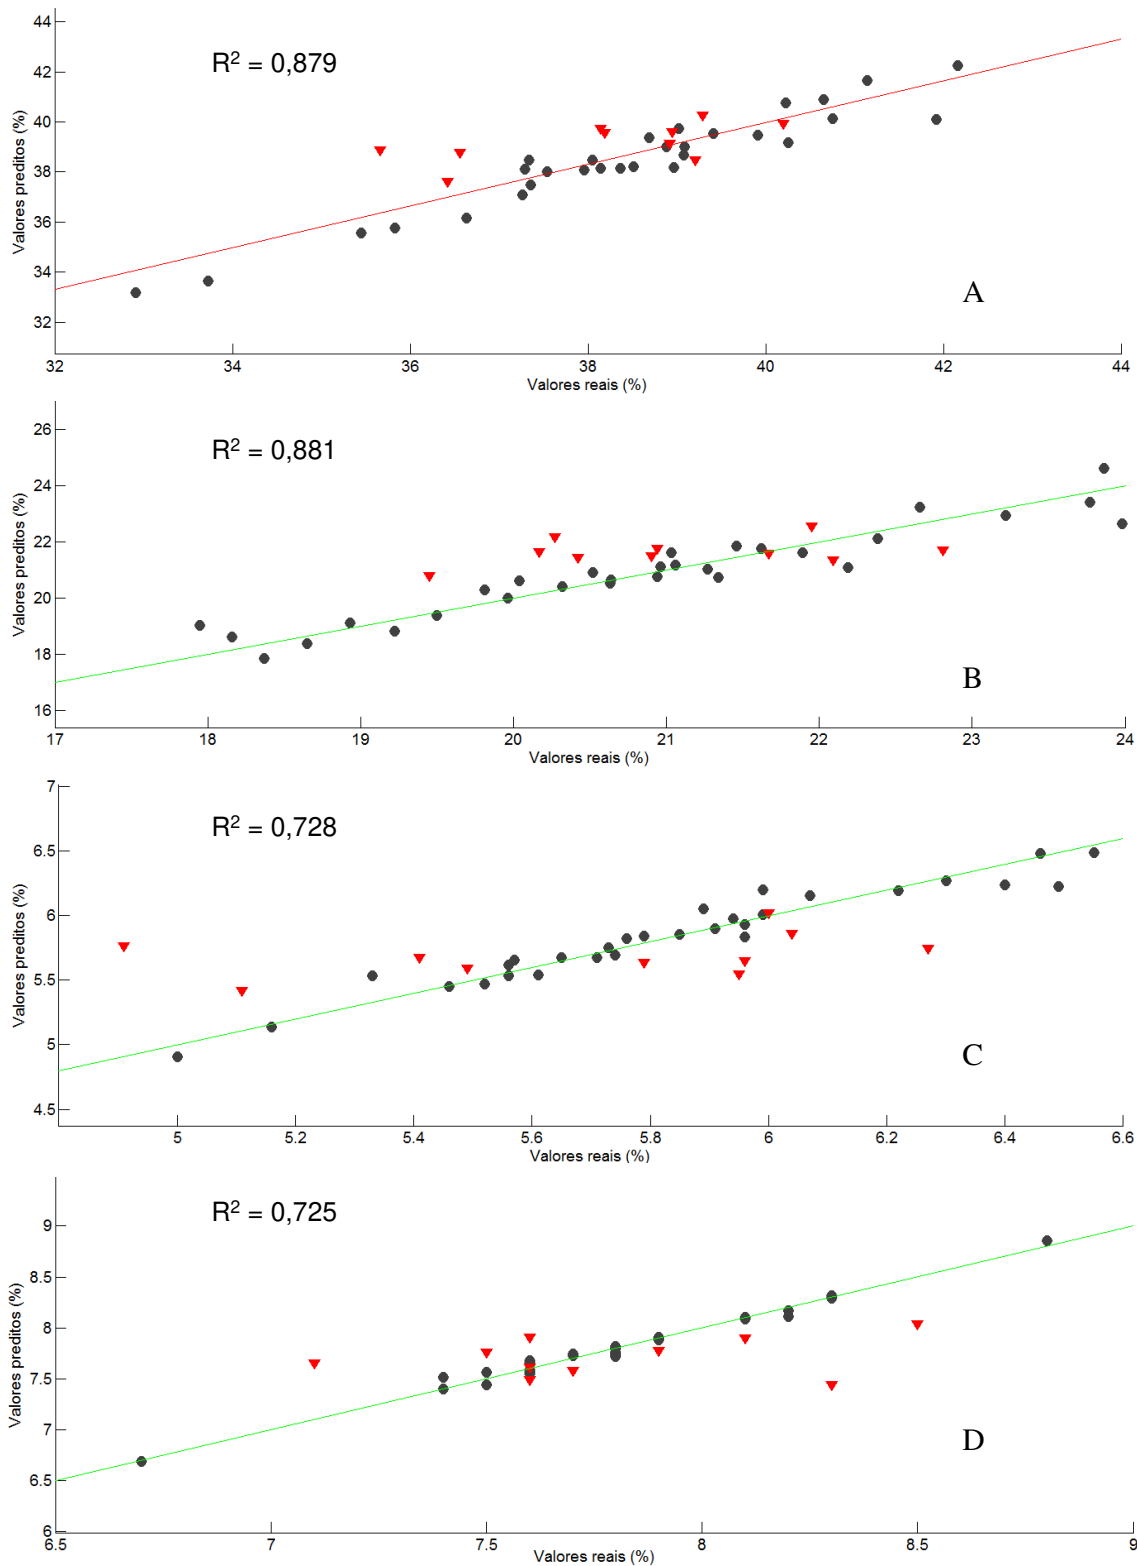 44
R² = 0,879
42
40
38
36
34
32
Valores preditos (%)
A
32 34 36 38 40 42 44
Valores reais (%)
26
R² = 0,881
24
22
20
18
16
Valores preditos (%)
B
17 18 19 20 21 22 23 24
Valores reais (%)
7
R² = 0,728
6.5
6
5.5
5
4.5
Valores preditos (%)
C
5 5.2 5.4 5.6 5.8 6 6.2 6.4 6.6
Valores reais (%)
R² = 0,725
9
8.5
8
7.5
7
6.5
6
Valores preditos (%)
D
6.5 7 7.5 8 8.5 9
Valores reais (%)